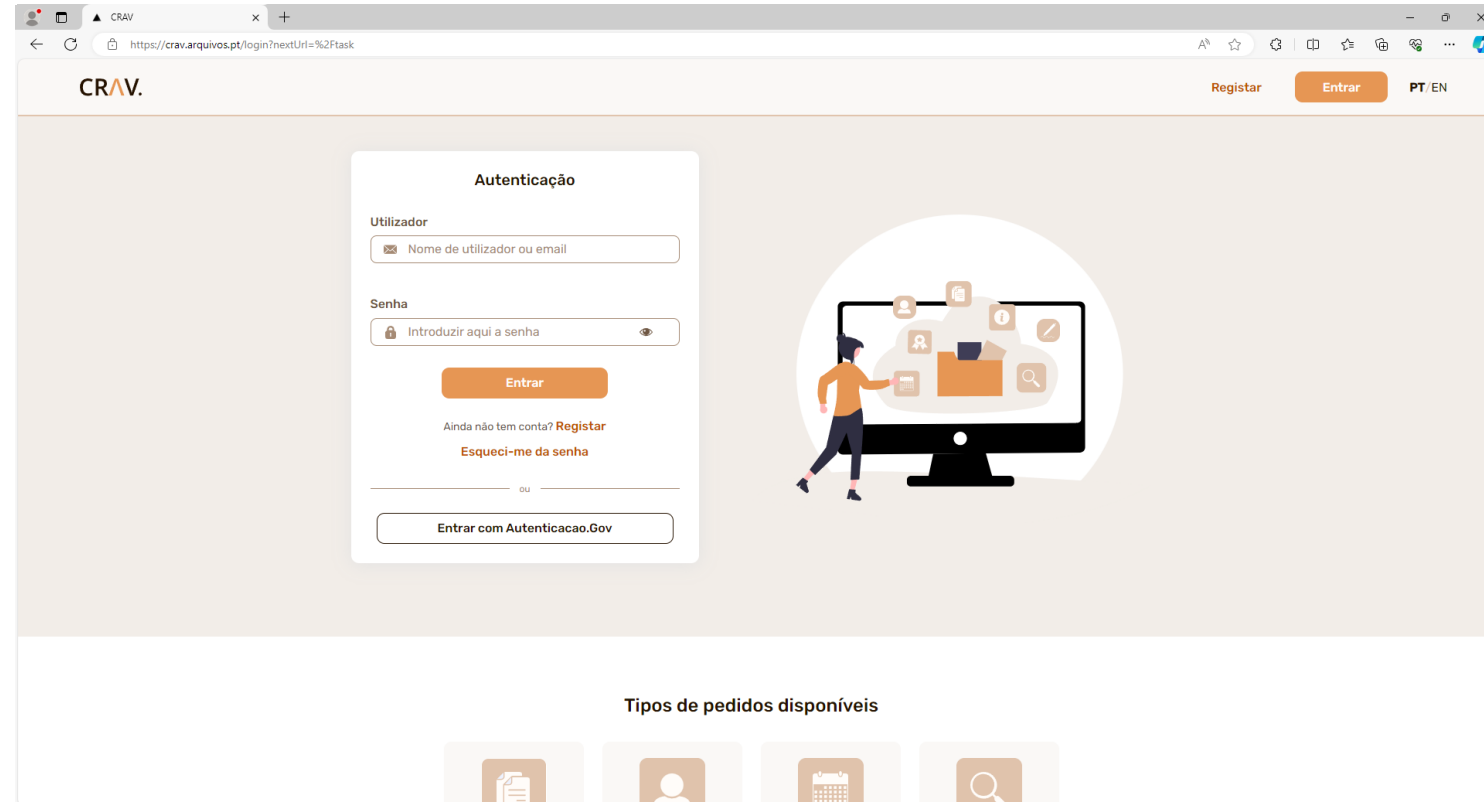 CRAV
https://crav.arquivos.pt/login?nextUrl=%2Ftask
CRAV.
Registar
Entrar
PT/EN
Autenticação
Utilizador
Nome de utilizador ou email
Senha
Introduzir aqui a senha
Entrar
Ainda não tem conta? Registar
Esqueci-me da senha
ou
Entrar com Autenticacao.Gov
Tipos de pedidos disponíveis